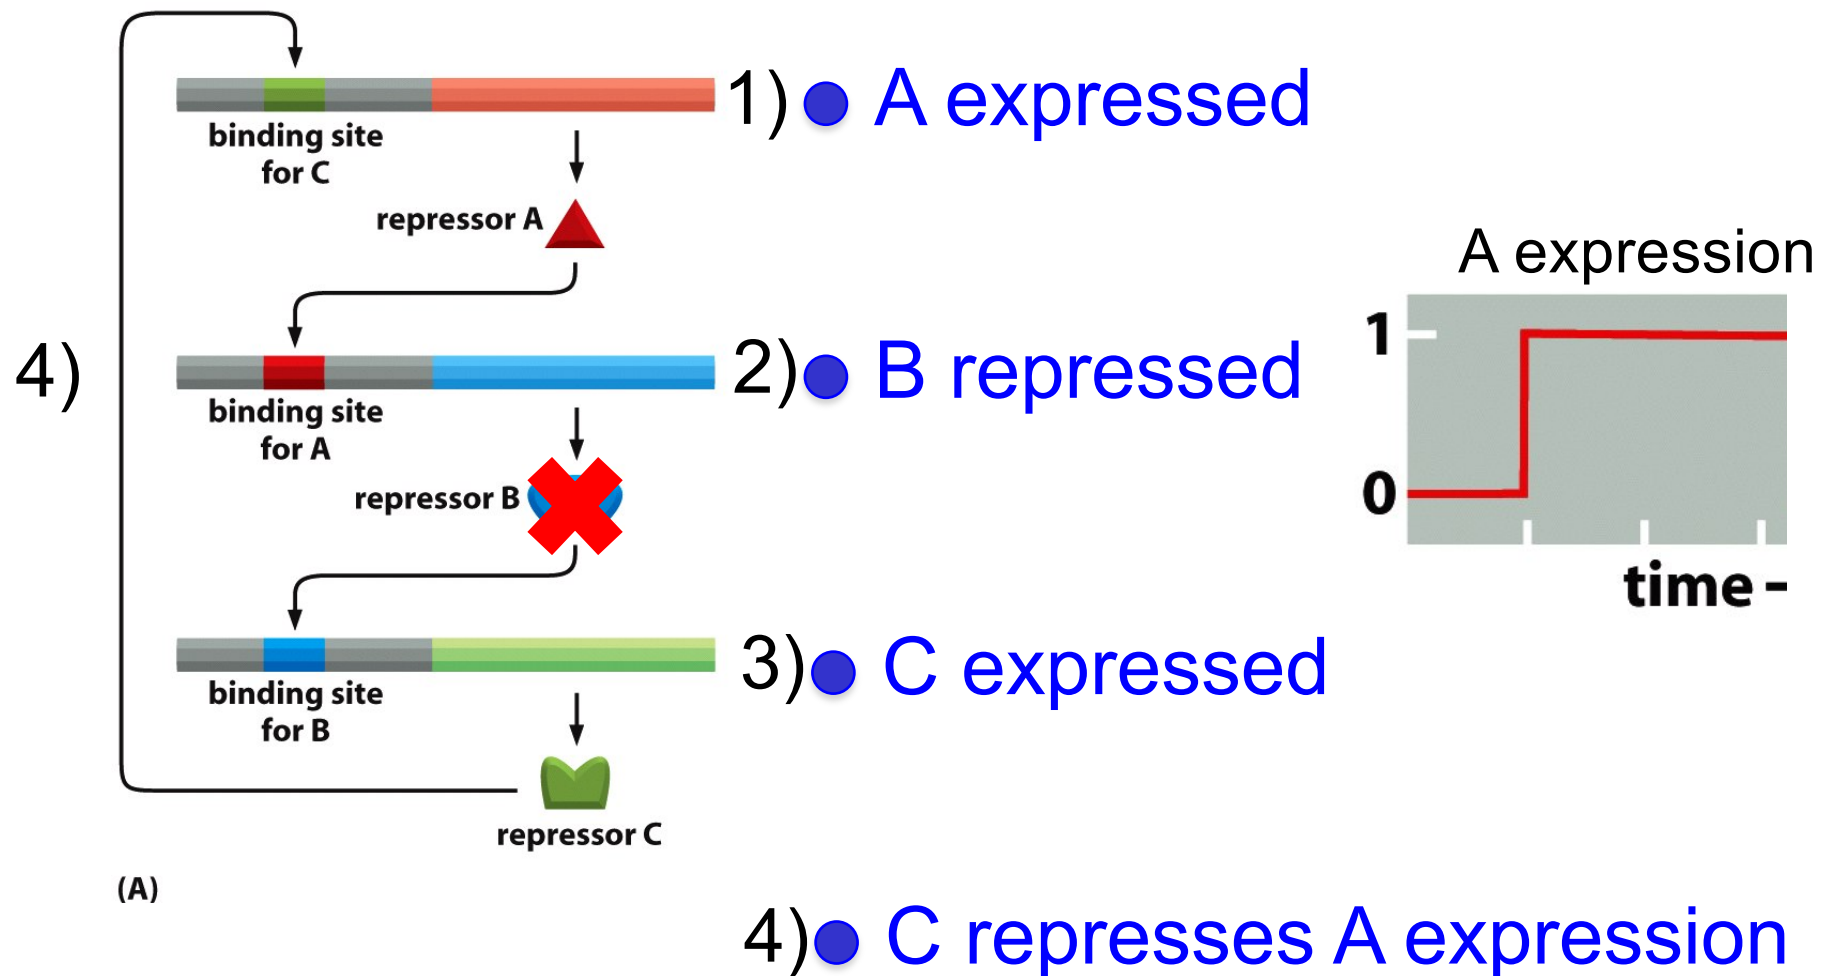 1) ● A expressed
binding site
for C
repressor A
A expression
1
0
time -
4)
2) ● B repressed
binding site
for A
repressor B
3) ● C expressed
binding site
for B
repressor C
(A)
4) ● C represses A expression